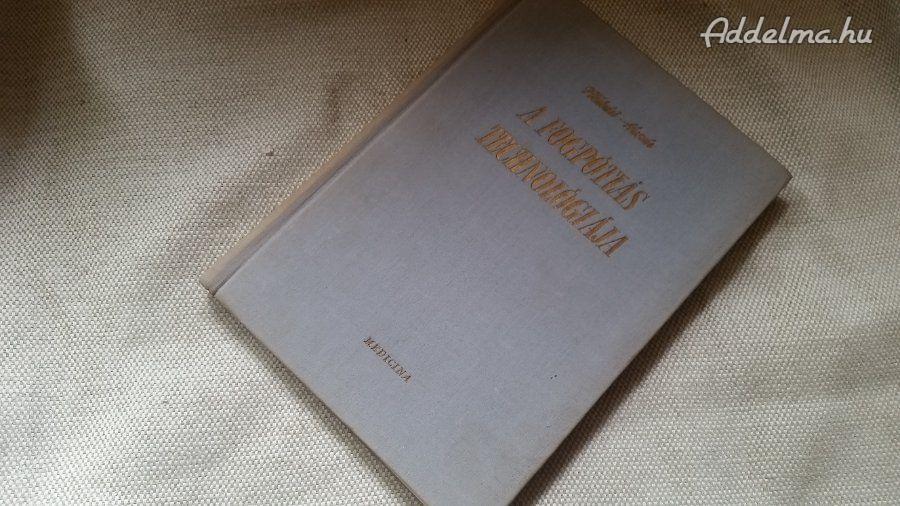 Addelma.hu
A FOGPÓTLÁS
TECHNOLÓGIÁJA
MEDICINA